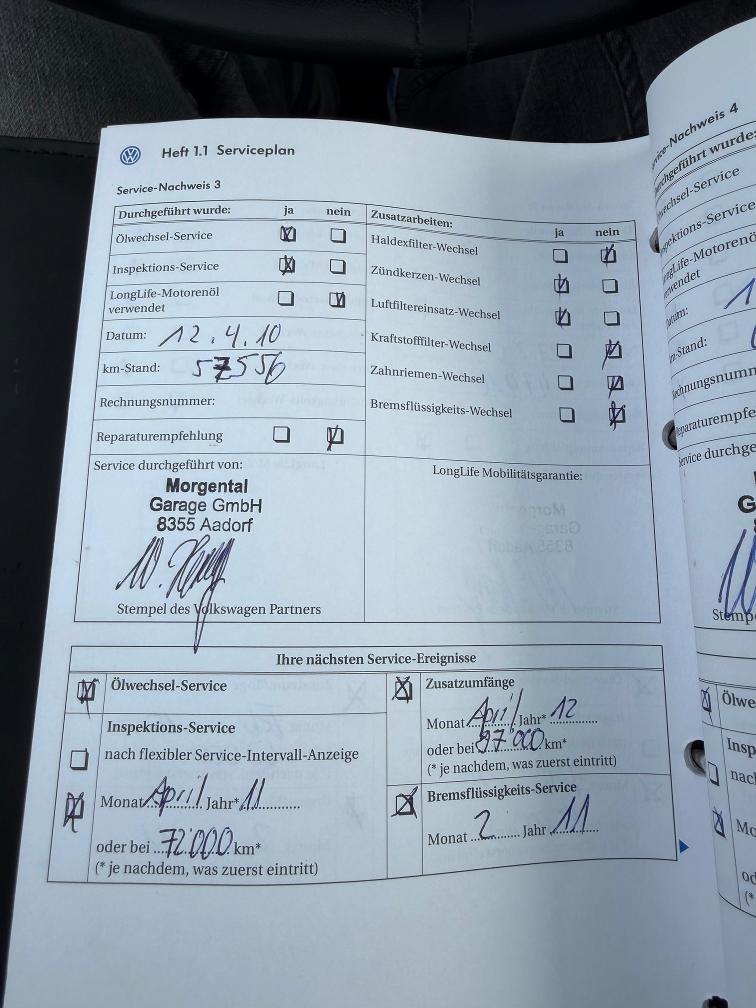 Heft 1.1 Serviceplan
Service-Nachweis 3
Durchgeführt wurde: ja nein
Ölwechsel-Service
Inspektions-Service
LongLife-Motorenöl
verwendet
Datum: 12.4.10
km-Stand: 57556
Rechnungsnummer:
Reparaturempfehlung
Zusatzarbeiten: ja nein
Haldexfilter-Wechsel
Zündkerzen-Wechsel
Luftfiltereinsatz-Wechsel
Kraftstofffilter-Wechsel
Zahnriemen-Wechsel
Bremsflüssigkeits-Wechsel
Service durchgeführt von:
Morgental
Garage GmbH
8355 Aadorf
Stempel des Volkswagen Partners
LongLife Mobilitätsgarantie:
Ihre nächsten Service-Ereignisse
Ölwechsel-Service
Inspektions-Service
nach flexibler Service-Intervall-Anzeige
Monat April Jahr* 11
oder bei 72'000 km*
(* je nachdem, was zuerst eintritt)
Zusatzumfänge
Monat April Jahr* 12
oder bei 97'000 km*
(* je nachdem, was zuerst eintritt)
Bremsflüssigkeits-Service
Monat 2 Jahr 11
Service-Nachweis 4